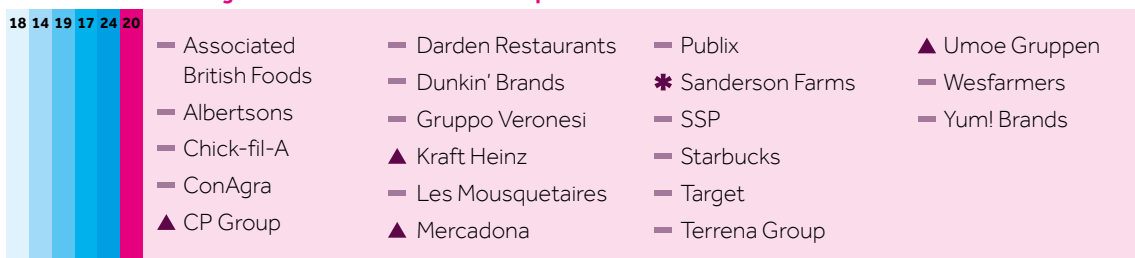 18 14 19 17 24 20
Associated
British Foods
Albertsons
Chick-fil-A
ConAgra
CP Group
Darden Restaurants
Dunkin’ Brands
Gruppo Veronesi
Kraft Heinz
Les Mousquetaires
Mercadona
Publix
Sanderson Farms
SSP
Starbucks
Target
Terrena Group
Umoe Gruppen
Wesfarmers
Yum! Brands